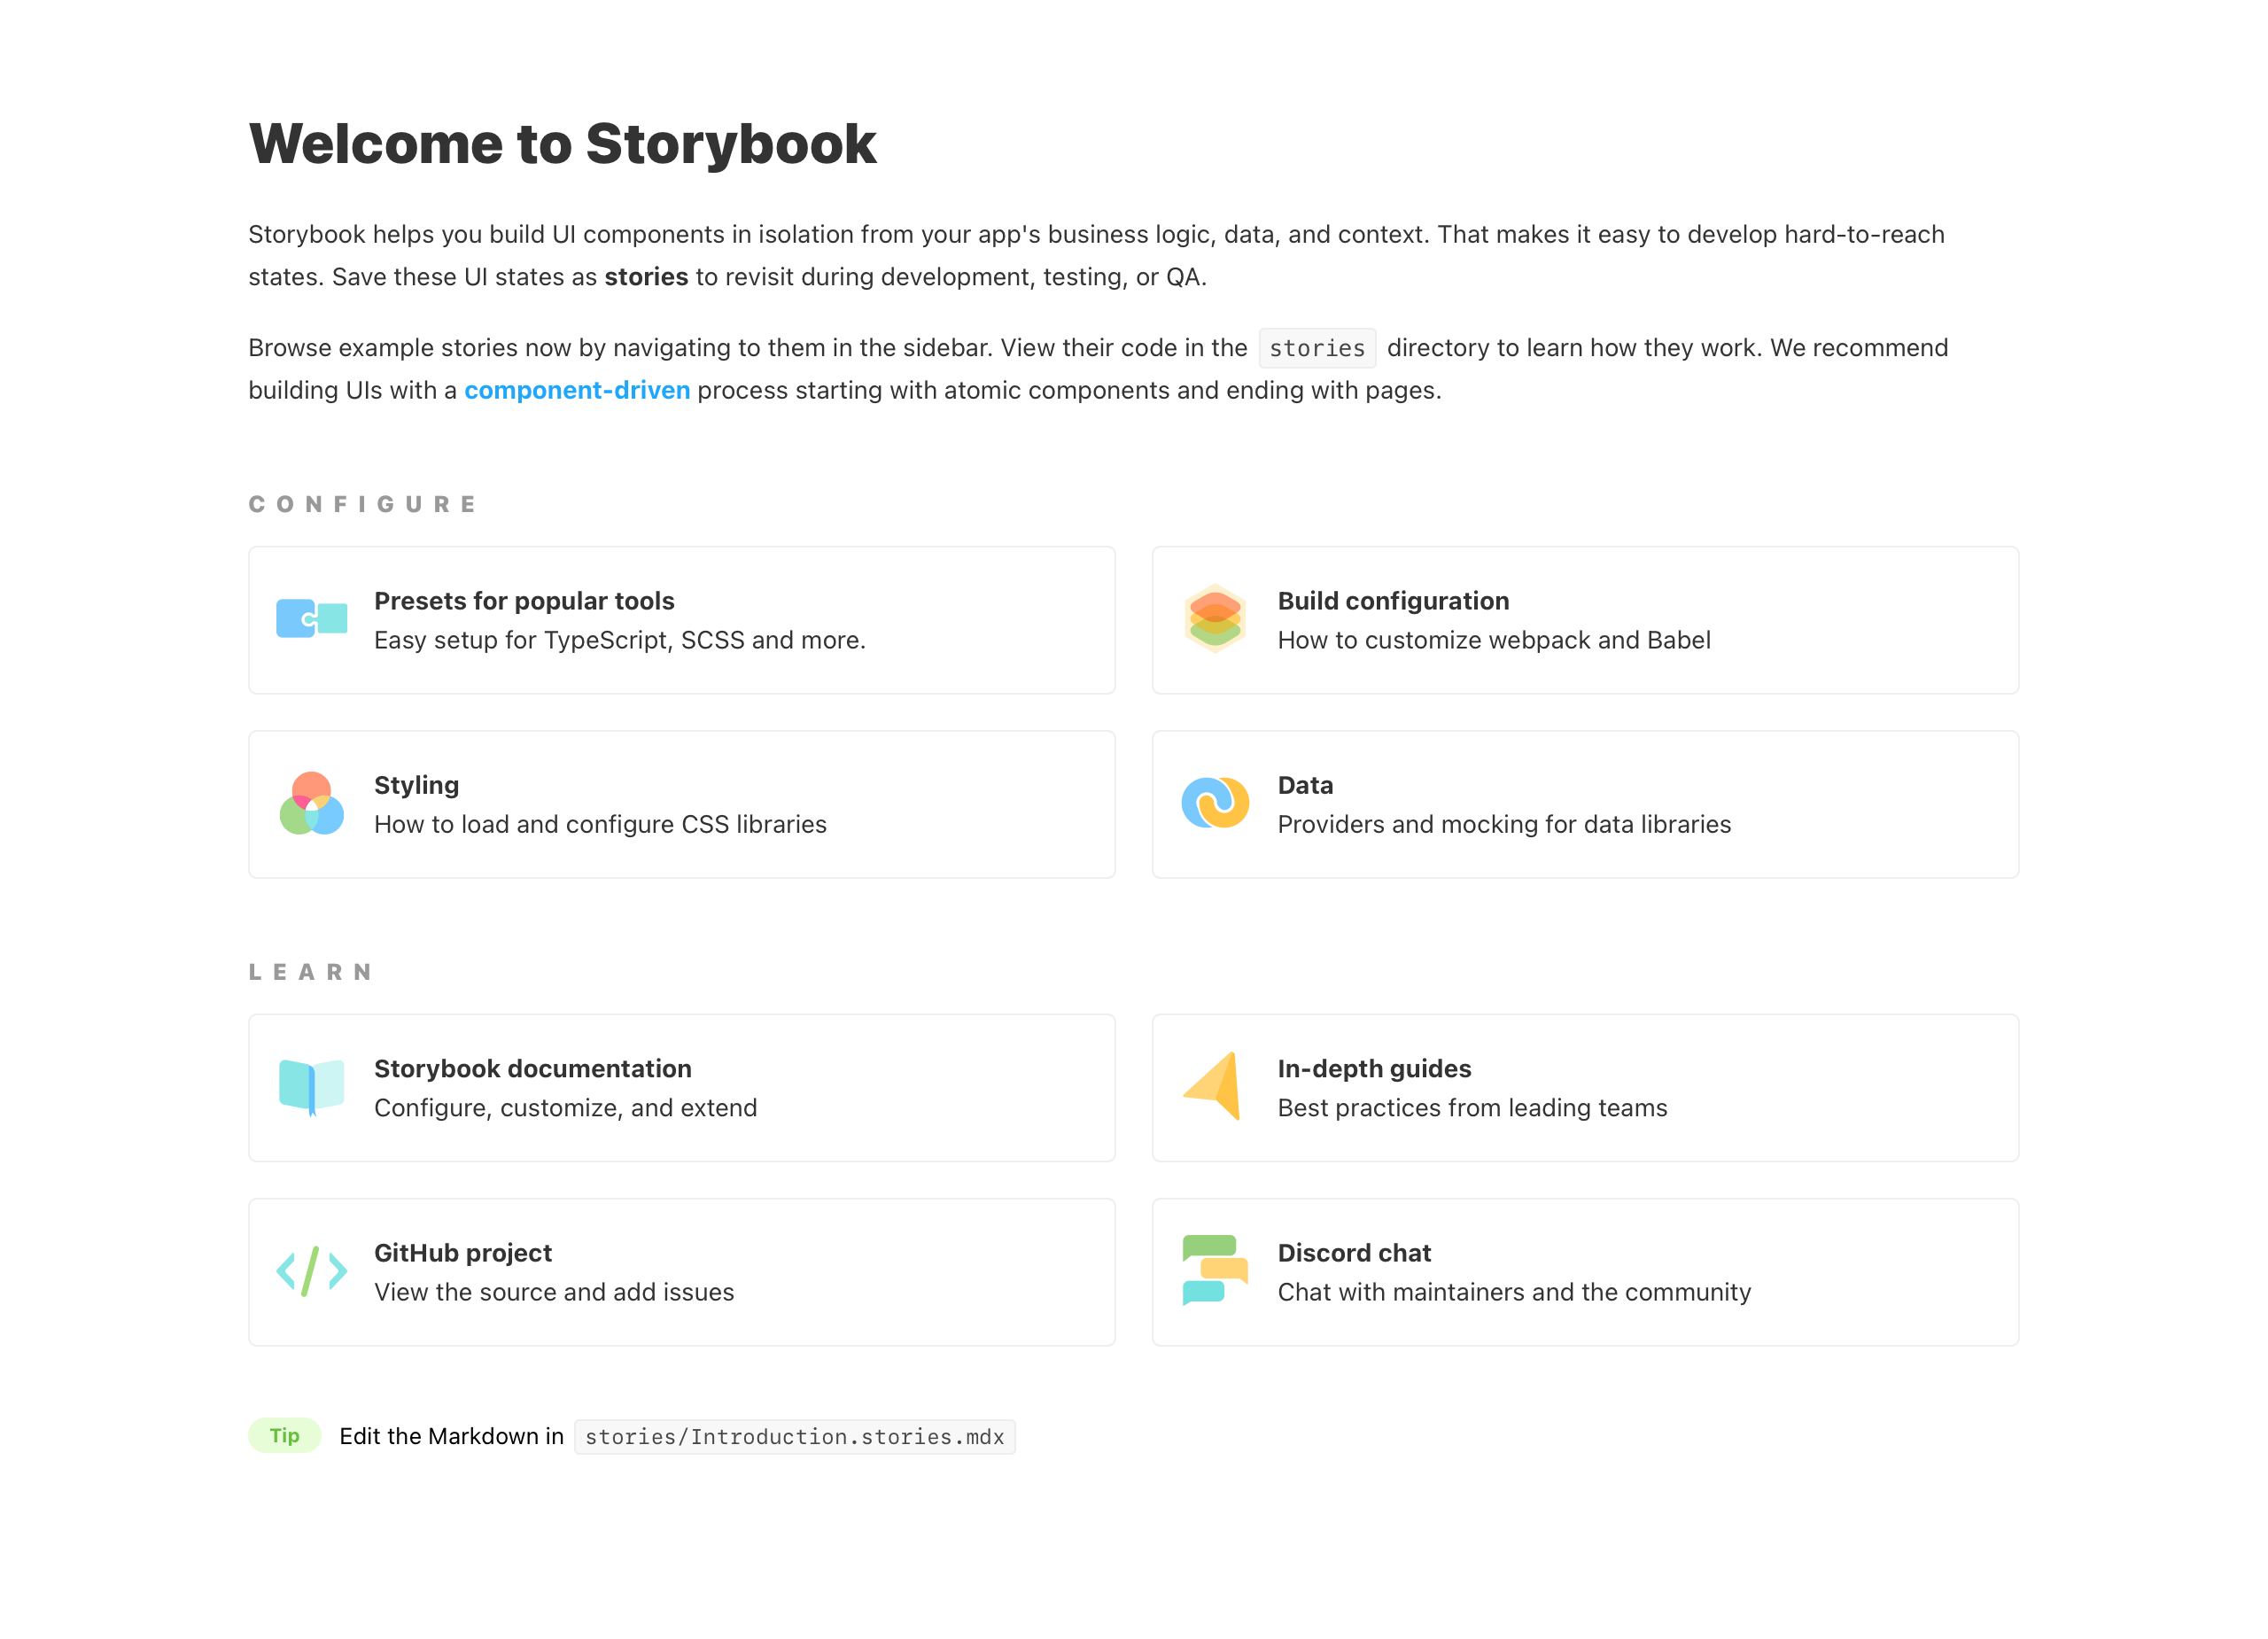 Welcome to Storybook
Storybook helps you build UI components in isolation from your app's business logic, data, and context. That makes it easy to develop hard-to-reach
states. Save these UI states as stories to revisit during development, testing, or QA.
Browse example stories now by navigating to them in the sidebar. View their code in the stories directory to learn how they work. We recommend
building UIs with a component-driven process starting with atomic components and ending with pages.
CONFIGURE
Presets for popular tools
Easy setup for TypeScript, SCSS and more.
Build configuration
How to customize webpack and Babel
Styling
How to load and configure CSS libraries
Data
Providers and mocking for data libraries
LEARN
Storybook documentation
Configure, customize, and extend
In-depth guides
Best practices from leading teams
GitHub project
View the source and add issues
Discord chat
Chat with maintainers and the community
Tip Edit the Markdown in stories/Introduction.stories.mdx